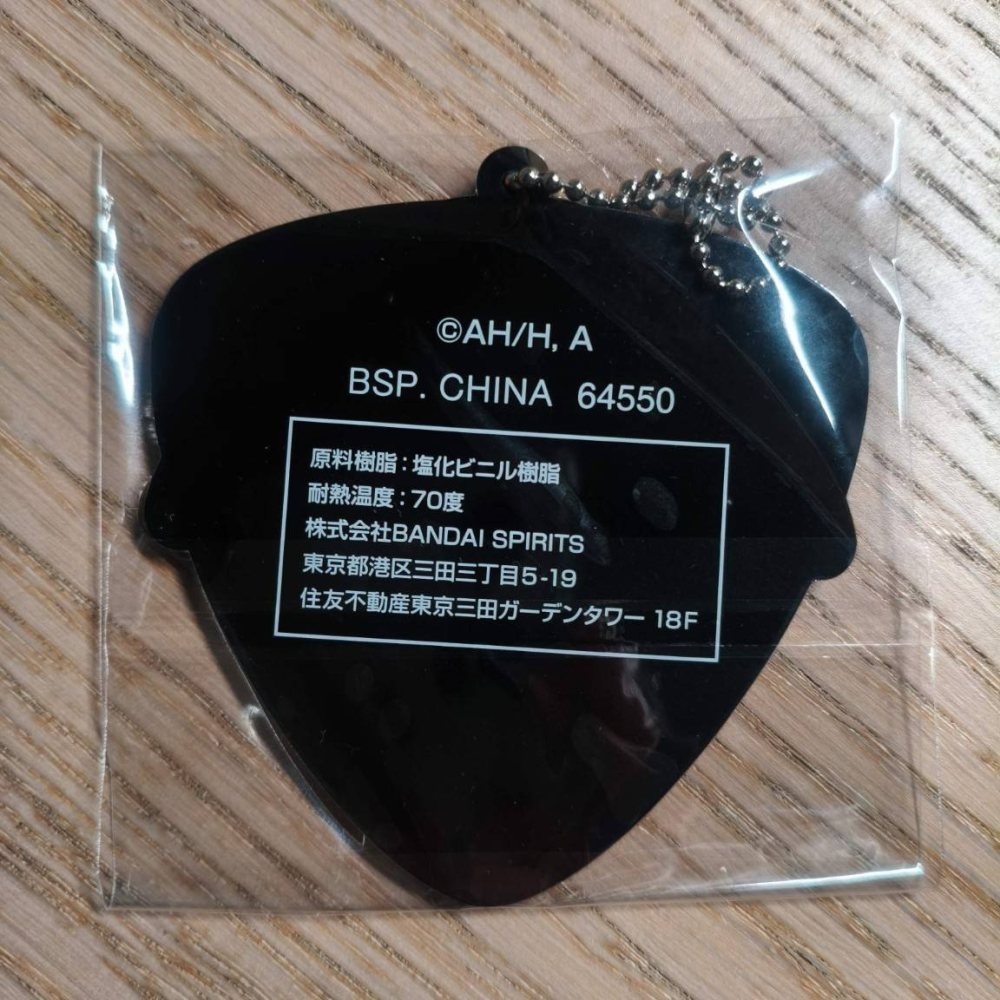 ©AH/H, A
BSP. CHINA 64550
原料樹脂:塩化ビニル樹脂
耐熱温度:70度
株式会社BANDAI SPIRITS
東京都港区三田三丁目5-19
住友不動産東京三田ガーデンタワー 18F